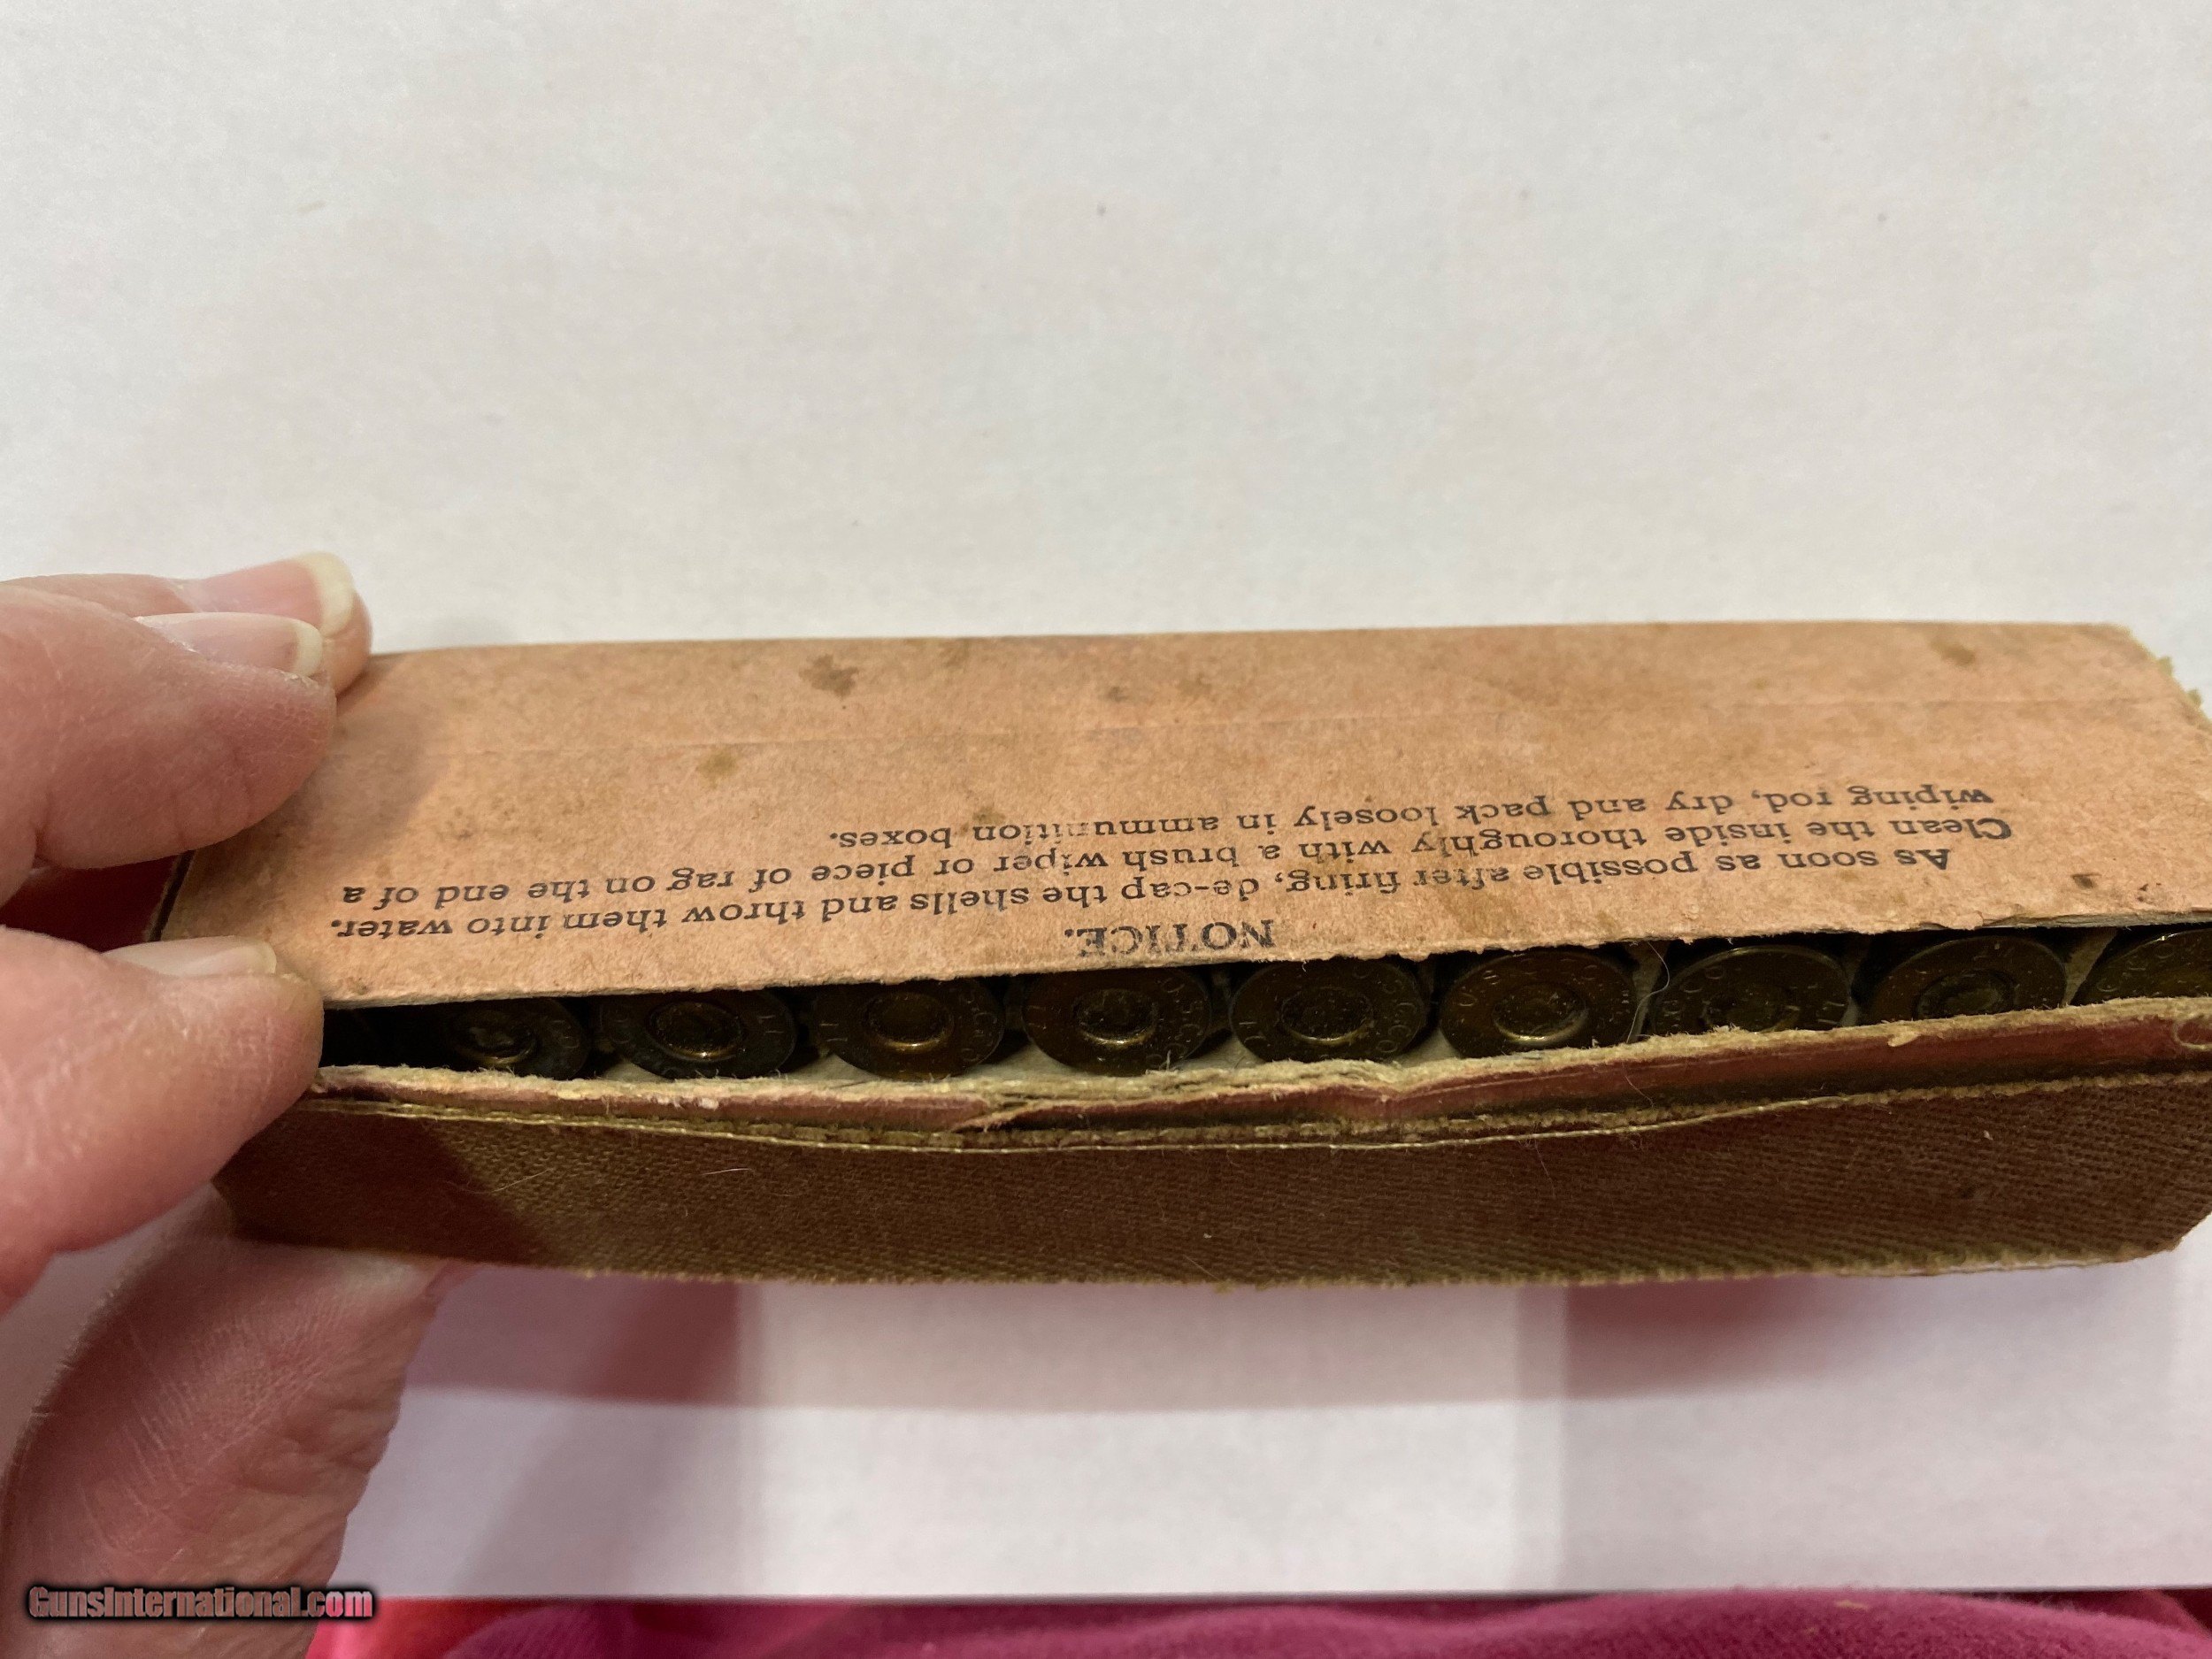 NOTICE.
As soon as possible after firing, de-cap the shells and throw them into water.
Clean the inside thoroughly with a brush wiper or piece of rag on the end of a
wiping rod, dry and pack loosely in ammunition boxes.
GunsInternational.com